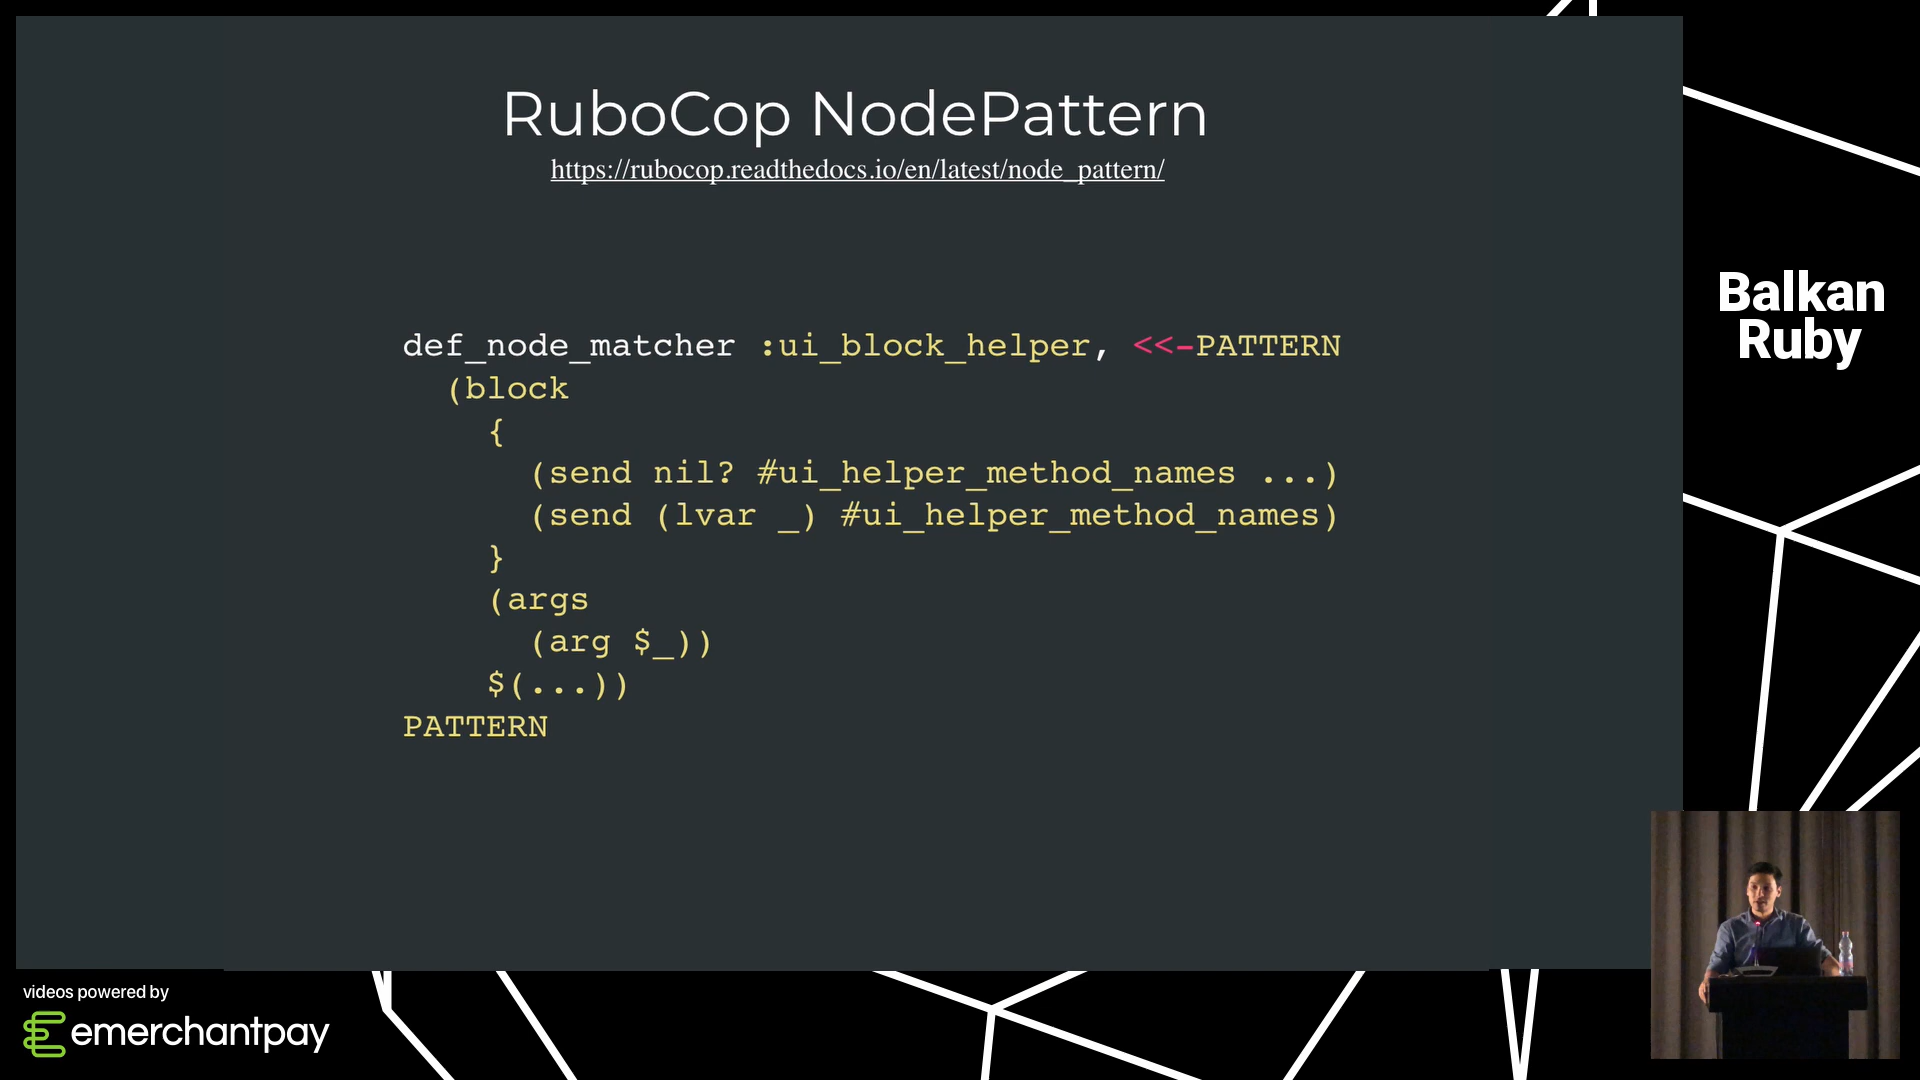 RuboCop NodePattern
https://rubocop.readthedocs.io/en/latest/node_pattern/
def_node_matcher :ui_block_helper, <<-PATTERN
(block
{
(send nil? #ui_helper_method_names ...)
(send (lvar _) #ui_helper_method_names)
}
(args
(arg $_))
$(...))
PATTERN
Balkan
Ruby
videos powered by
emerchantpay